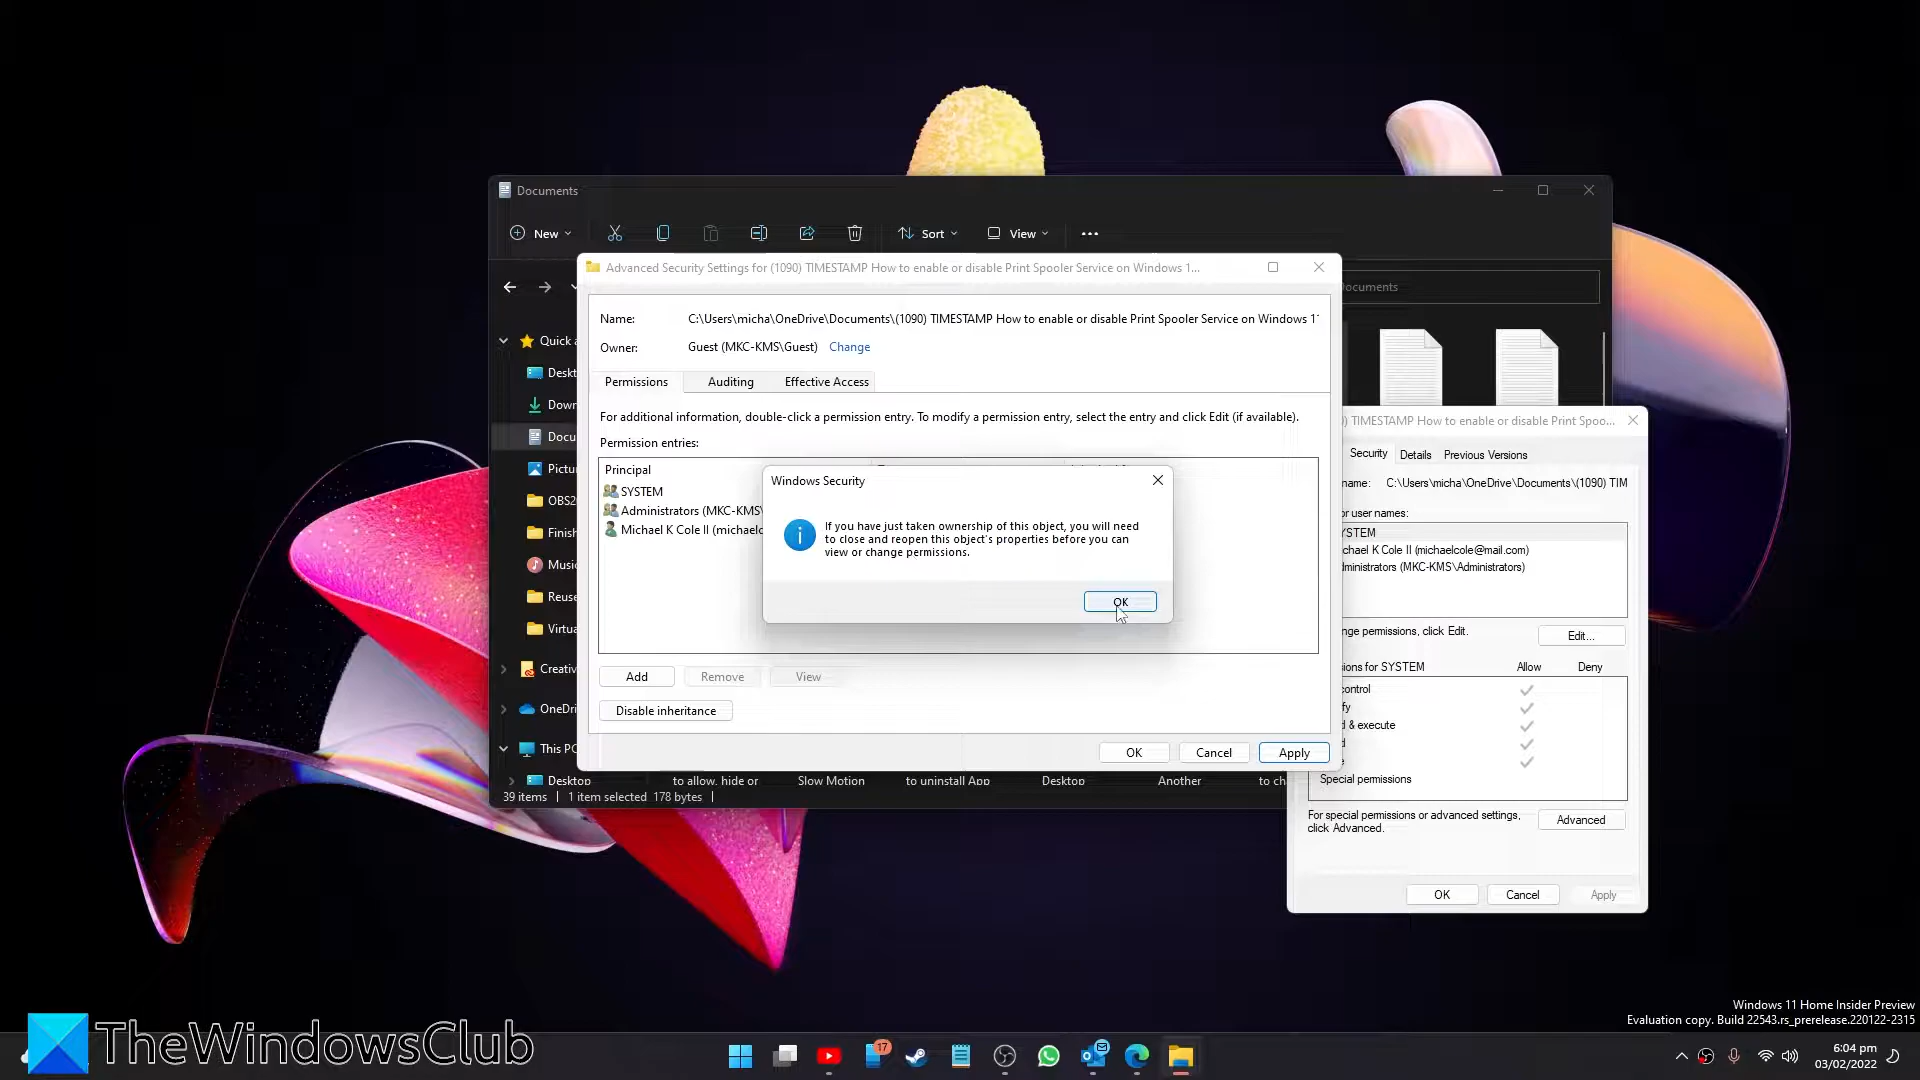 Documents
New
Sort
View
Advanced Security Settings for (1090) TIMESTAMP How to enable or disable Print Spooler Service on Windows 1...
Documents
Name:
C:\Users\micha\OneDrive\Documents\(1090) TIMESTAMP How to enable or disable Print Spooler Service on Windows 1
Owner:
Guest (MKC-KMS\Guest)
Change
Permissions
Auditing
Effective Access
For additional information, double-click a permission entry. To modify a permission entry, select the entry and click Edit (if available).
Permission entries:
Principal
SYSTEM
Administrators (MKC-KMS\
Michael K Cole II (michaelc
Windows Security
If you have just taken ownership of this object, you will need
to close and reopen this object's properties before you can
view or change permissions.
OK
Add
Remove
View
Disable inheritance
OK
Cancel
Apply
Quick a
Deskt
Down
Docu
Pictu
OBS2
Finish
Music
Reuse
Virtua
Creativ
OneDri
This PC
Desktop
to allow, hide or
Slow Motion
to uninstall App
Desktop
Another
to ch
39 items
1 item selected 178 bytes
) TIMESTAMP How to enable or disable Print Spoo...
Security
Details
Previous Versions
name:
C:\Users\micha\OneDrive\Documents\(1090) TIM
or user names:
YSTEM
chael K Cole II (michaelcole@mail.com)
ministrators (MKC-KMS\Administrators)
nge permissions, click Edit.
Edit...
ions for SYSTEM
Allow
Deny
control
fy
d & execute
d
e
Special permissions
For special permissions or advanced settings,
click Advanced.
Advanced
OK
Cancel
Apply
Windows 11 Home Insider Preview
Evaluation copy. Build 22543.rs_prerelease.220122-2315
TheWindowsClub
17
6:04 pm
03/02/2022